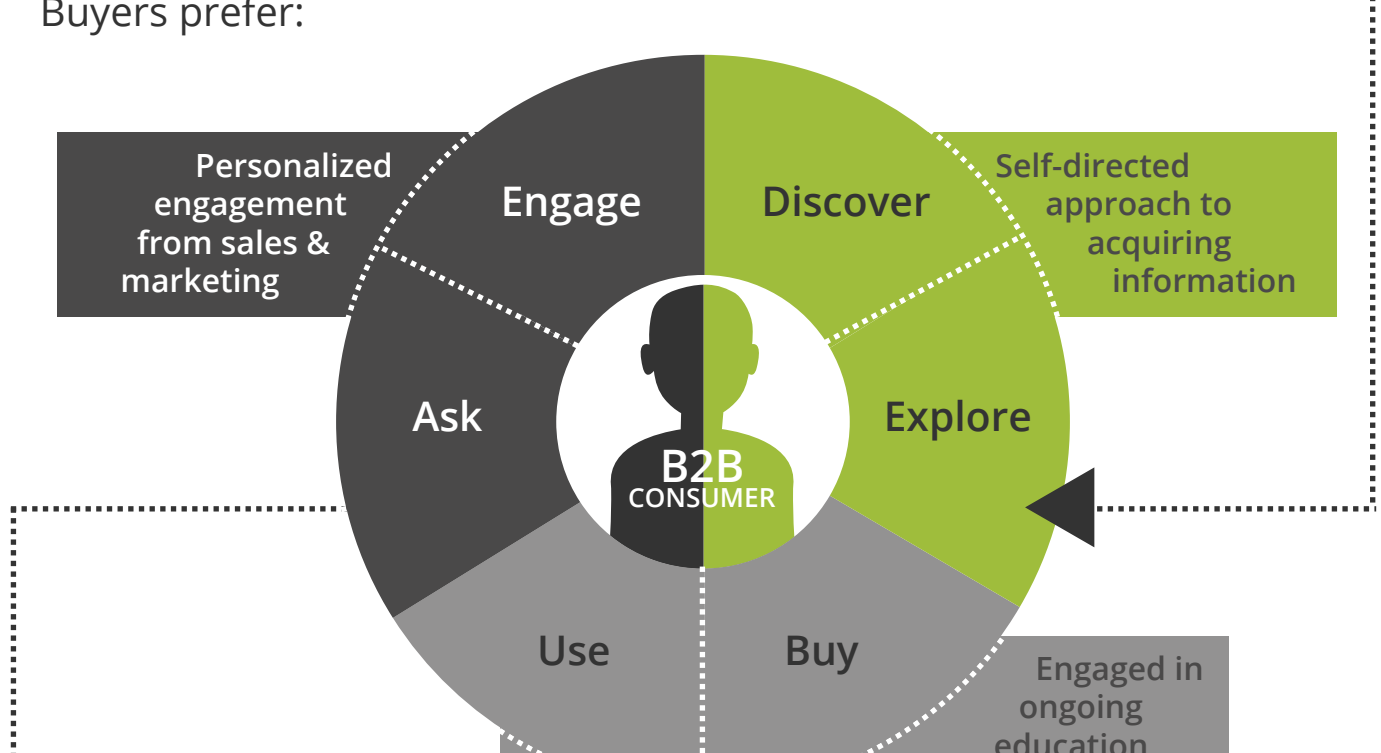 Buyers prefer:
Personalized
engagement
from sales &
marketing
Engage
Discover
Self-directed
approach to
acquiring
information
Ask
Explore
B2B
CONSUMER
Use
Buy
Engaged in
ongoing
education